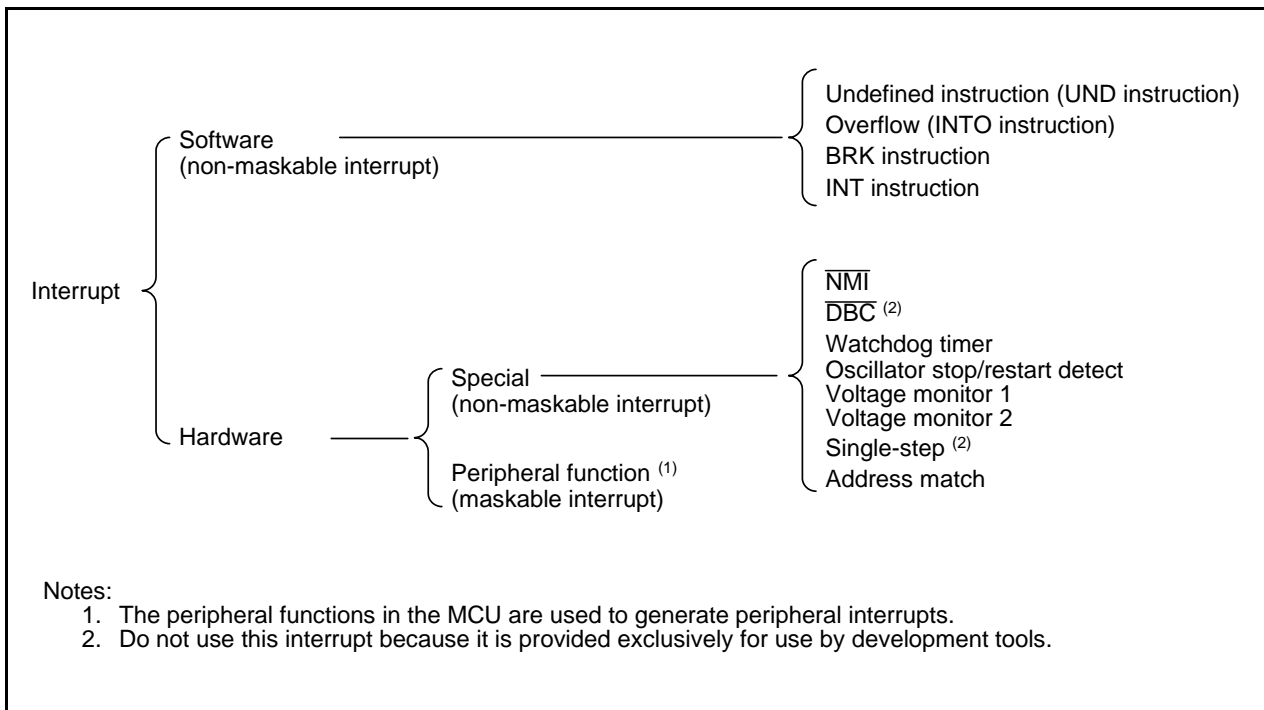 Interrupt
Software
(non-maskable interrupt)
Undefined instruction (UND instruction)
Overflow (INTO instruction)
BRK instruction
INT instruction
Hardware
Special
(non-maskable interrupt)
NMI
DBC (2)
Watchdog timer
Oscillator stop/restart detect
Voltage monitor 1
Voltage monitor 2
Single-step (2)
Address match
Peripheral function (1)
(maskable interrupt)
Notes:
1. The peripheral functions in the MCU are used to generate peripheral interrupts.
2. Do not use this interrupt because it is provided exclusively for use by development tools.